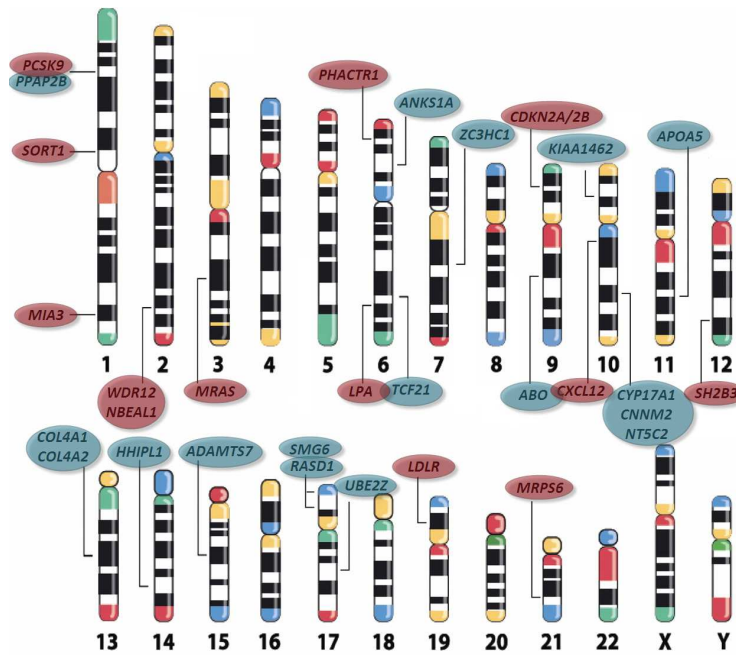 PCSK9
PPAP2B
SORT1
MIA3
WDR12
NBEAL1
MRAS
PHACTR1
ANKS1A
LPA
TCF21
ZC3HC1
CDKN2A/2B
KIAA1462
ABO
CXCL12
CYP17A1
CNNM2
NT5C2
APOA5
SH2B3
1 2 3 4 5 6 7 8 9 10 11 12
COL4A1
COL4A2
HHIPL1
ADAMTS7
SMG6
RASD1
UBE2Z
LDLR
MRPS6
13 14 15 16 17 18 19 20 21 22 X Y